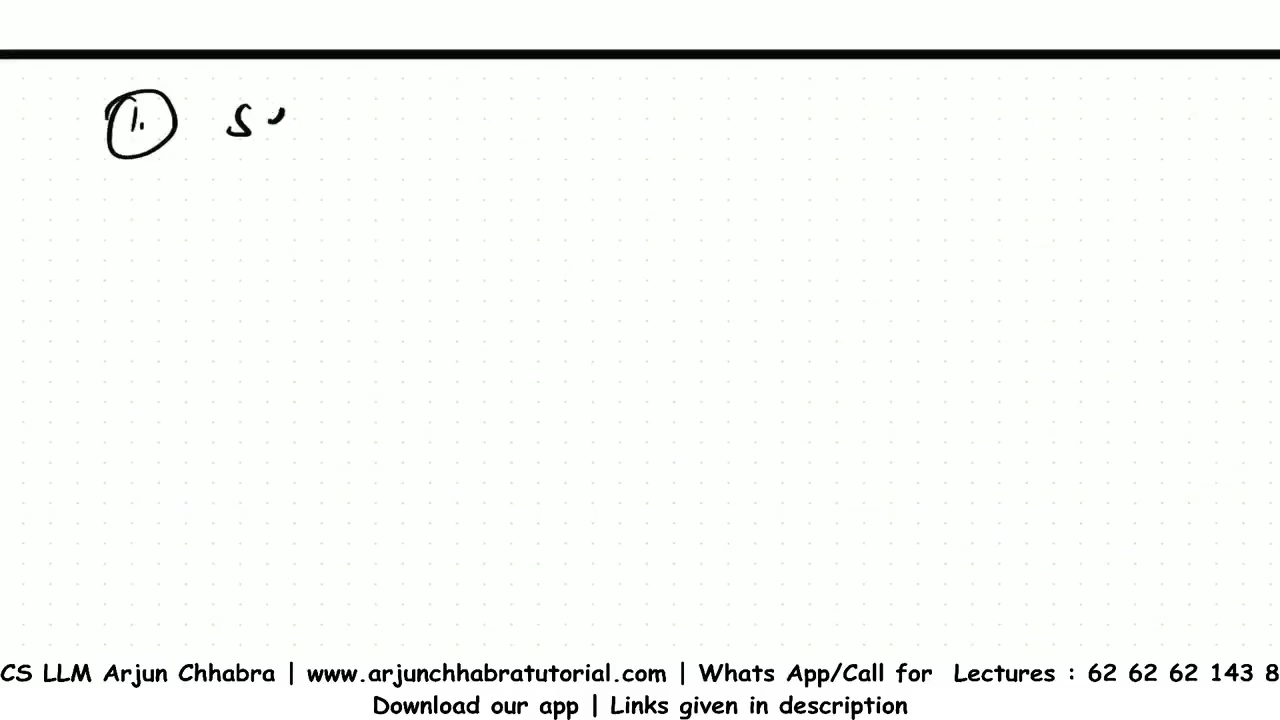 1. S
CS LLM Arjun Chhabra | www.arjunchhabratutorial.com | Whats App/Call for Lectures : 62 62 62 143 8
Download our app | Links given in description